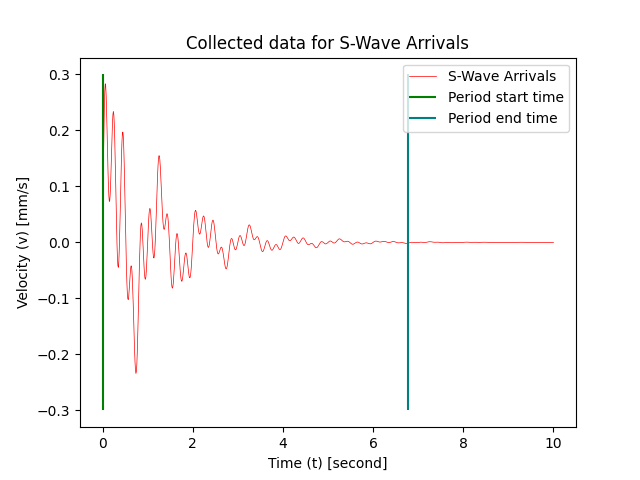 Collected data for S-Wave Arrivals
S-Wave Arrivals
Period start time
Period end time
0.3
0.2
0.1
0.0
−0.1
−0.2
−0.3
Velocity (v) [mm/s]
0 2 4 6 8 10
Time (t) [second]